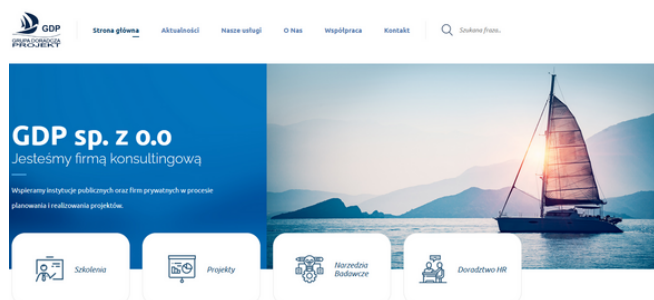 GDP
GRUPA DORADCZA
PROJEKT
Strona główna Aktualności Nasze usługi O Nas Współpraca Kontakt Szukana fraza...
GDP sp. z o.o
Jesteśmy firmą konsultingową
Wspieramy instytucje publicznych oraz firm prywatnych w procesie
planowania i realizowania projektów.
Szkolenia
Projekty
Narzędzia
Badawcze
Doradztwo HR